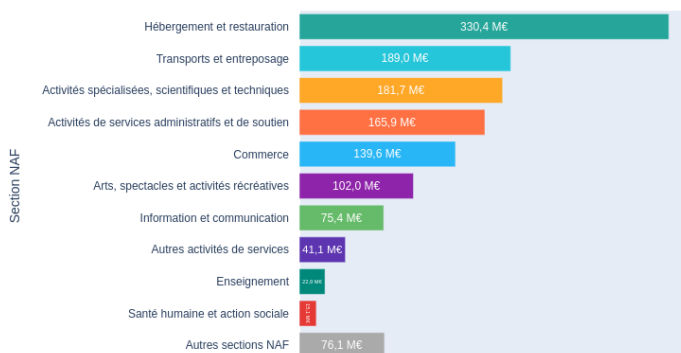 Section NAF
Hébergement et restauration 330,4 M€
Transports et entreposage 189,0 M€
Activités spécialisées, scientifiques et techniques 181,7 M€
Activités de services administratifs et de soutien 165,9 M€
Commerce 139,6 M€
Arts, spectacles et activités récréatives 102,0 M€
Information et communication 75,4 M€
Autres activités de services 41,1 M€
Enseignement 22,9 M€
Santé humaine et action sociale M€
Autres sections NAF 76,1 M€